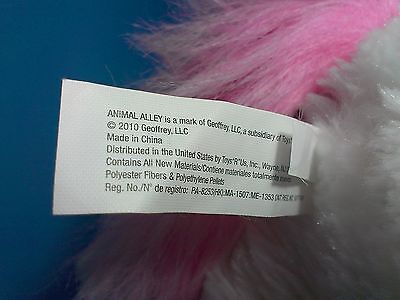 ANIMAL ALLEY is a mark of Geoffrey, LLC, a subsidiary of Toys
© 2010 Geoffrey, LLC
Made in China
Distributed in the United States by Toys"R"Us, Inc., Wayne, NJ
Contains All New Materials/Contiene materiales totalmente
Polyester Fibers & Polyethylene Pellets
Reg. No./N° de registro: PA-8253(HK):MA-1507:ME-1353